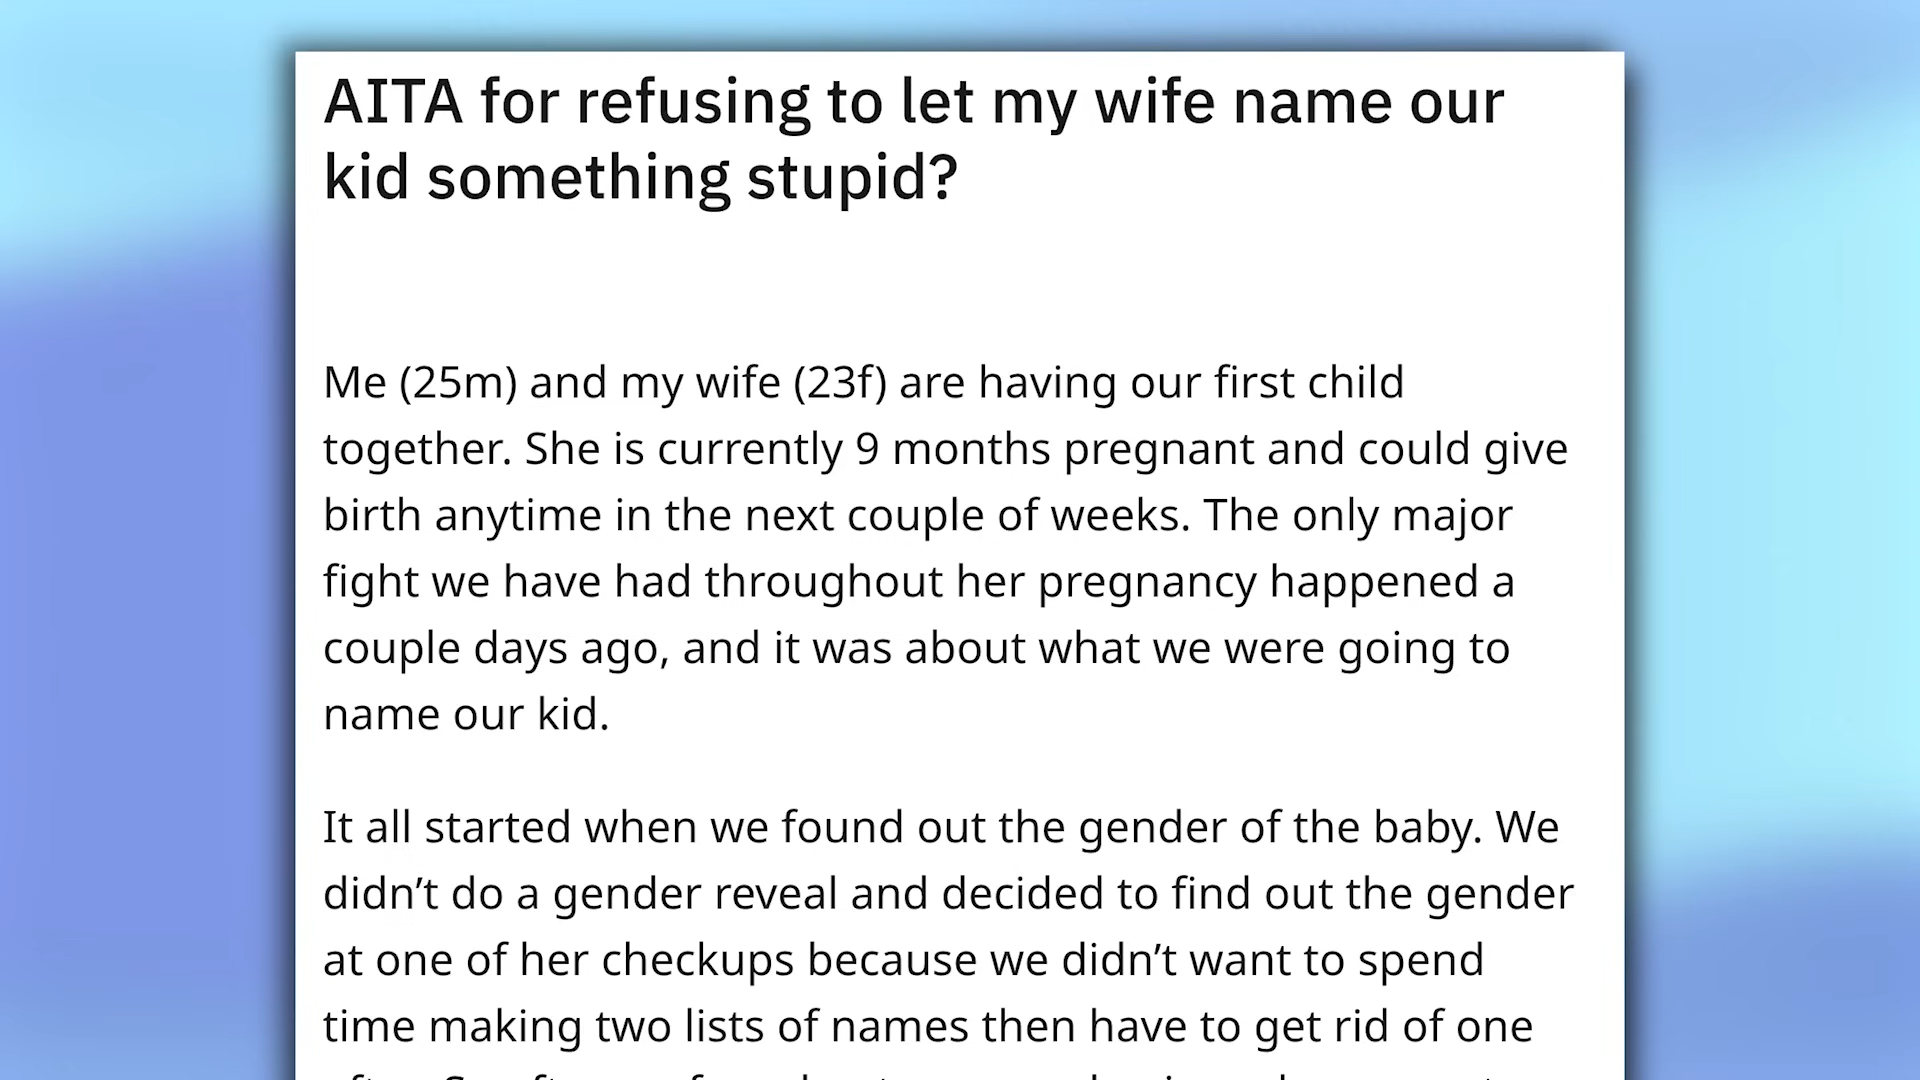 AITA for refusing to let my wife name our
kid something stupid?
Me (25m) and my wife (23f) are having our first child
together. She is currently 9 months pregnant and could give
birth anytime in the next couple of weeks. The only major
fight we have had throughout her pregnancy happened a
couple days ago, and it was about what we were going to
name our kid.
It all started when we found out the gender of the baby. We
didn’t do a gender reveal and decided to find out the gender
at one of her checkups because we didn’t want to spend
time making two lists of names then have to get rid of one